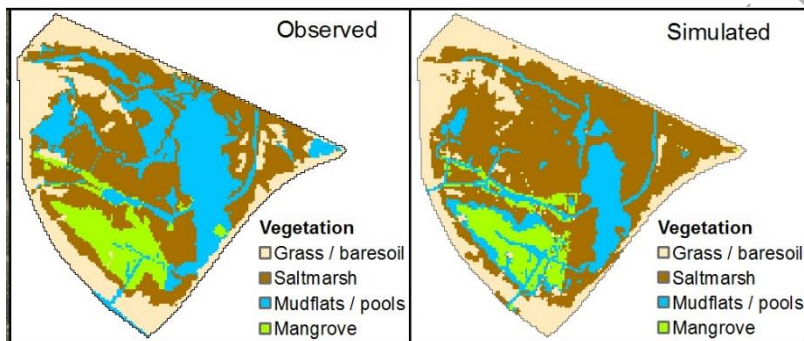 Observed
Vegetation
Grass / baresoil
Saltmarsh
Mudflats / pools
Mangrove
Simulated
Vegetation
Grass / baresoil
Saltmarsh
Mudflats / pools
Mangrove